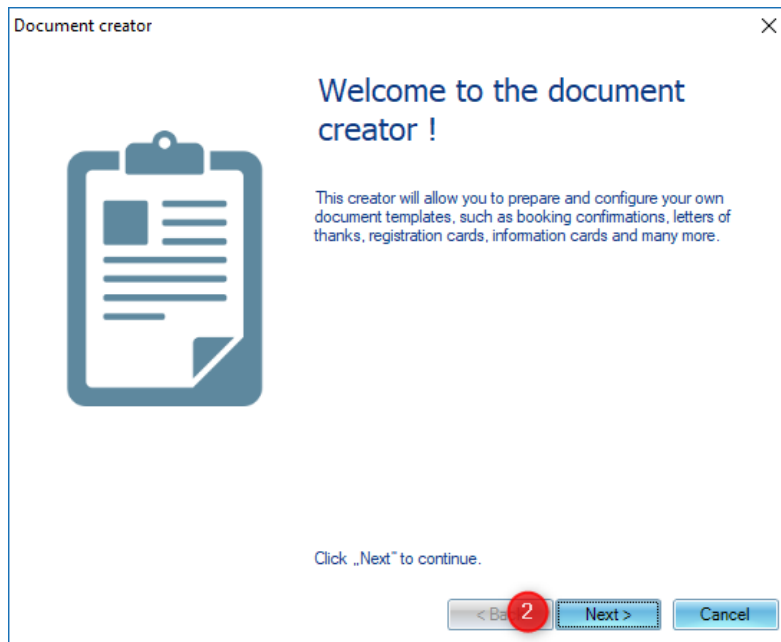 Document creator
Welcome to the document
creator !
This creator will allow you to prepare and configure your own
document templates, such as booking confirmations, letters of
thanks, registration cards, information cards and many more.
Click „Next” to continue.
< Ba 2 Next > Cancel